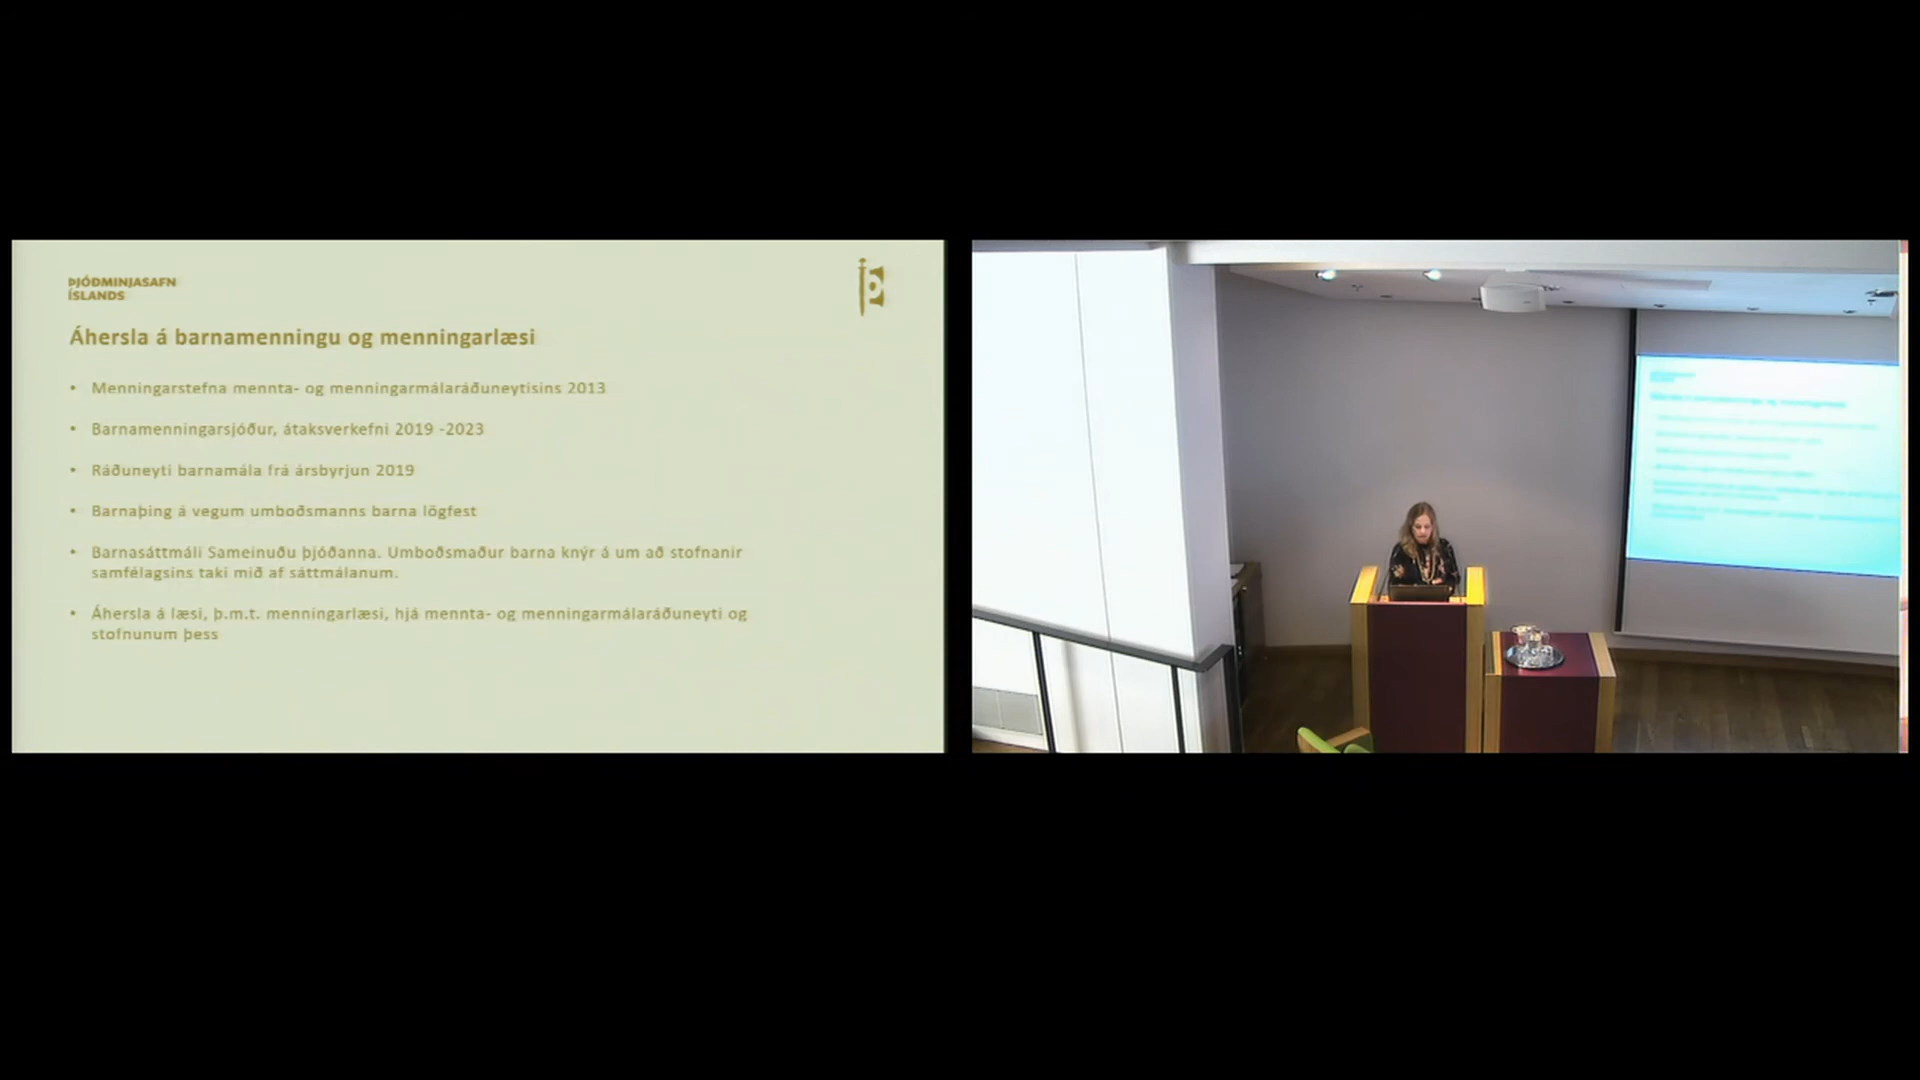 ÞJÓÐMINJASAFN
ÍSLANDS
Áhersla á barnamenningu og menningarlæsi
• Menningarstefna mennta- og menningarmálaráðuneytisins 2013
• Barnamenningarsjóður, átaksverkefni 2019 -2023
• Ráðuneyti barnamála frá ársbyrjun 2019
• Barnaþing á vegum umboðsmanns barna lögfest
• Barnasáttmáli Sameinuðu þjóðanna. Umboðsmaður barna knýr á um að stofnanir
samfélagsins taki mið af sáttmálanum.
• Áhersla á læsi, þ.m.t. menningarlæsi, hjá mennta- og menningarmálaráðuneyti og
stofnunum þess